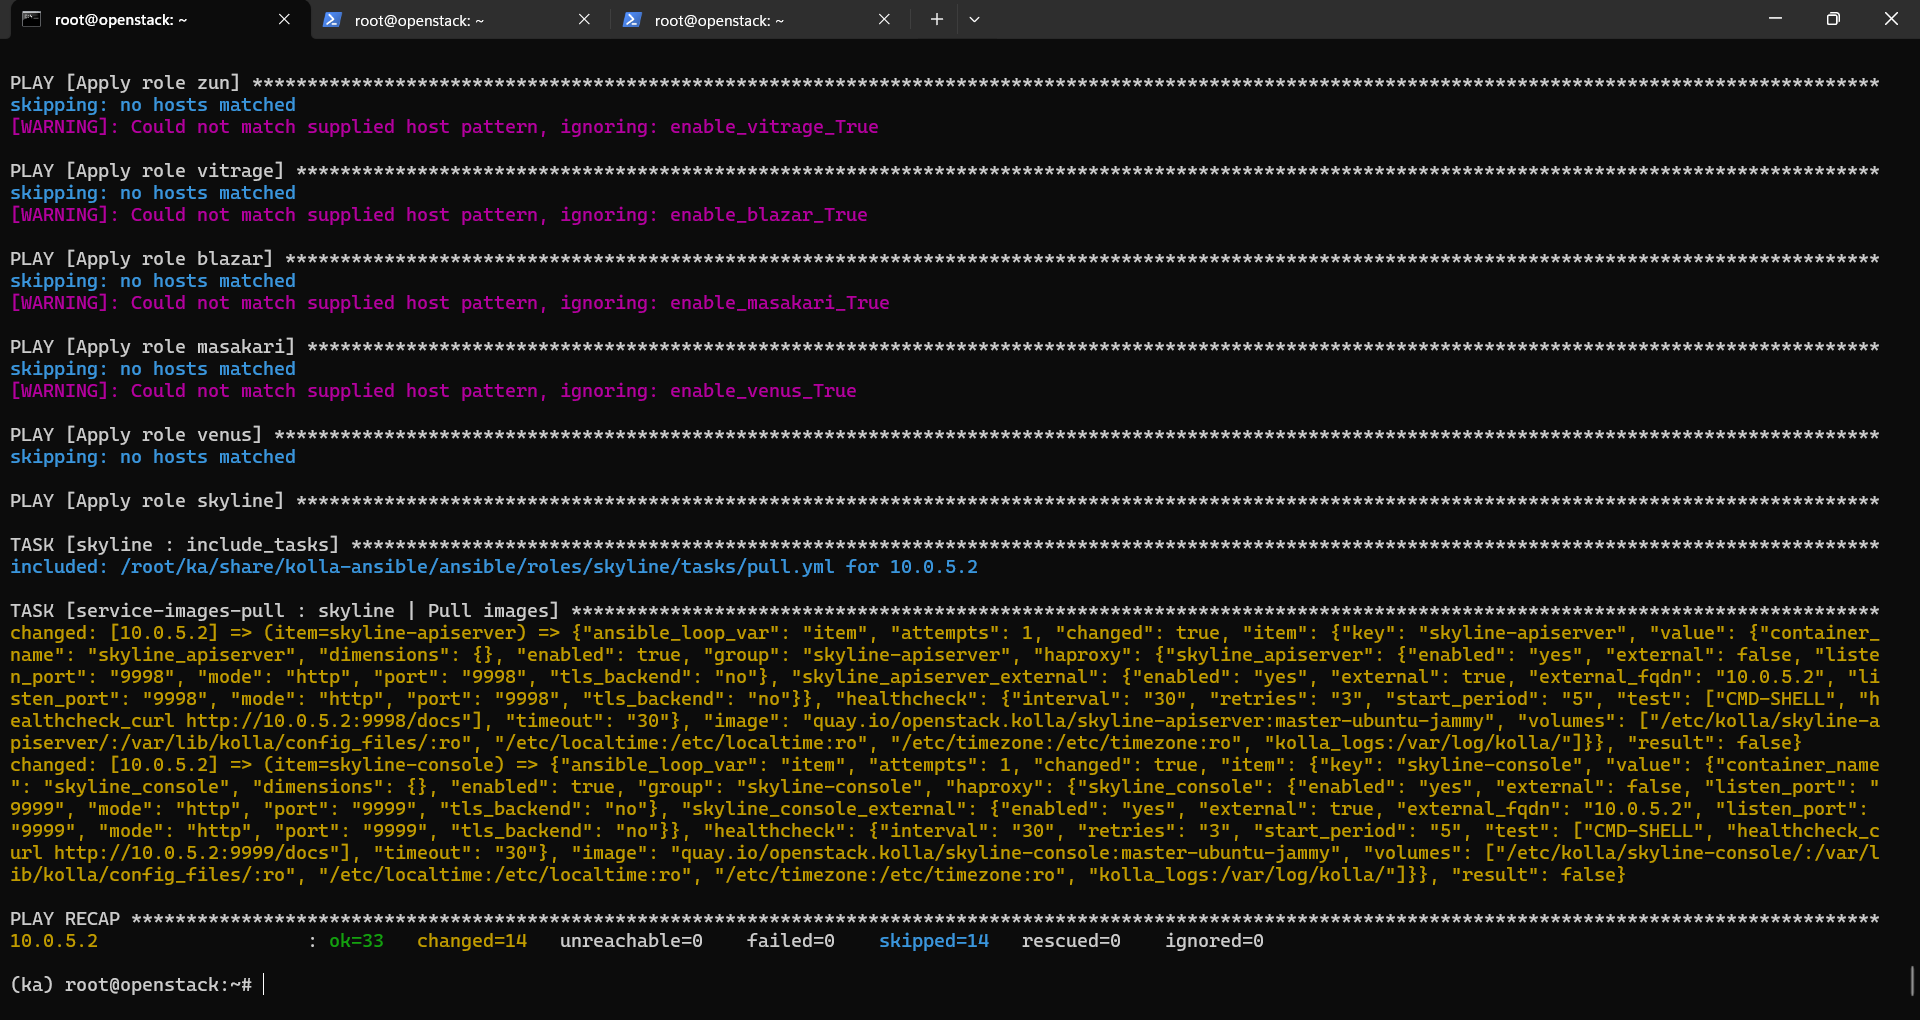 root@openstack: ~
root@openstack: ~
root@openstack: ~
PLAY [Apply role zun] ****************************************************************************************************************************************************
skipping: no hosts matched
[WARNING]: Could not match supplied host pattern, ignoring: enable_vitrage_True
PLAY [Apply role vitrage] ************************************************************************************************************************************************
skipping: no hosts matched
[WARNING]: Could not match supplied host pattern, ignoring: enable_blazar_True
PLAY [Apply role blazar] *************************************************************************************************************************************************
skipping: no hosts matched
[WARNING]: Could not match supplied host pattern, ignoring: enable_masakari_True
PLAY [Apply role masakari] ***********************************************************************************************************************************************
skipping: no hosts matched
[WARNING]: Could not match supplied host pattern, ignoring: enable_venus_True
PLAY [Apply role venus] **************************************************************************************************************************************************
skipping: no hosts matched
PLAY [Apply role skyline] ************************************************************************************************************************************************
TASK [skyline : include_tasks] *******************************************************************************************************************************************
included: /root/ka/share/kolla-ansible/ansible/roles/skyline/tasks/pull.yml for 10.0.5.2
TASK [service-images-pull : skyline | Pull images] ***********************************************************************************************************************
changed: [10.0.5.2] => (item=skyline-apiserver) => {"ansible_loop_var": "item", "attempts": 1, "changed": true, "item": {"key": "skyline-apiserver", "value": {"container_
name": "skyline_apiserver", "dimensions": {}, "enabled": true, "group": "skyline-apiserver", "haproxy": {"skyline_apiserver": {"enabled": "yes", "external": false, "liste
n_port": "9998", "mode": "http", "port": "9998", "tls_backend": "no"}, "skyline_apiserver_external": {"enabled": "yes", "external": true, "external_fqdn": "10.0.5.2", "li
sten_port": "9998", "mode": "http", "port": "9998", "tls_backend": "no"}}, "healthcheck": {"interval": "30", "retries": "3", "start_period": "5", "test": ["CMD-SHELL", "h
ealthcheck_curl http://10.0.5.2:9998/docs"], "timeout": "30"}, "image": "quay.io/openstack.kolla/skyline-apiserver:master-ubuntu-jammy", "volumes": ["/etc/kolla/skyline-a
piserver/:/var/lib/kolla/config_files/:ro", "/etc/localtime:/etc/localtime:ro", "/etc/timezone:/etc/timezone:ro", "kolla_logs:/var/log/kolla/"]}}, "result": false}
changed: [10.0.5.2] => (item=skyline-console) => {"ansible_loop_var": "item", "attempts": 1, "changed": true, "item": {"key": "skyline-console", "value": {"container_name
": "skyline_console", "dimensions": {}, "enabled": true, "group": "skyline-console", "haproxy": {"skyline_console": {"enabled": "yes", "external": false, "listen_port": "
9999", "mode": "http", "port": "9999", "tls_backend": "no"}, "skyline_console_external": {"enabled": "yes", "external": true, "external_fqdn": "10.0.5.2", "listen_port":
"9999", "mode": "http", "port": "9999", "tls_backend": "no"}}, "healthcheck": {"interval": "30", "retries": "3", "start_period": "5", "test": ["CMD-SHELL", "healthcheck_c
url http://10.0.5.2:9999/docs"], "timeout": "30"}, "image": "quay.io/openstack.kolla/skyline-console:master-ubuntu-jammy", "volumes": ["/etc/kolla/skyline-console/:/var/l
ib/kolla/config_files/:ro", "/etc/localtime:/etc/localtime:ro", "/etc/timezone:/etc/timezone:ro", "kolla_logs:/var/log/kolla/"]}}, "result": false}
PLAY RECAP ***************************************************************************************************************************************************************
10.0.5.2                   : ok=33   changed=14   unreachable=0    failed=0    skipped=14   rescued=0    ignored=0
(ka) root@openstack:~#